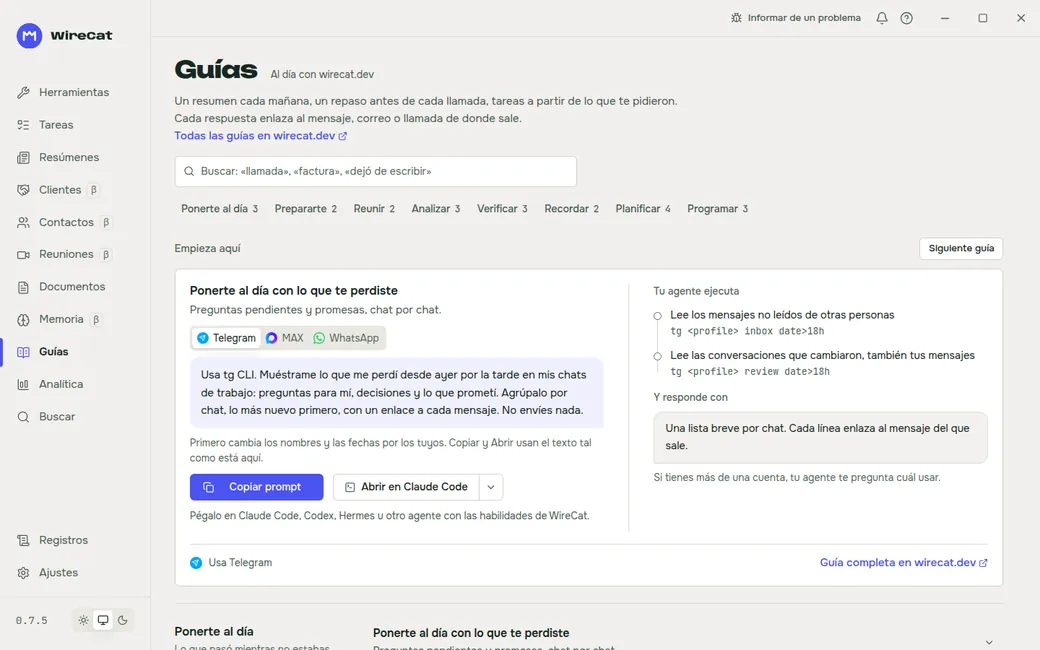 wirecat
Informar de un problema
Herramientas
Tareas
Resúmenes
Clientes β
Contactos β
Reuniones β
Documentos
Memoria β
Guías
Analítica
Buscar
Registros
Ajustes
0.7.5
Guías Al día con wirecat.dev
Un resumen cada mañana, un repaso antes de cada llamada, tareas a partir de lo que te pidieron.
Cada respuesta enlaza al mensaje, correo o llamada de donde sale.
Todas las guías en wirecat.dev
Buscar: «llamada», «factura», «dejó de escribir»
Ponerte al día 3 Prepararte 2 Reunir 2 Analizar 3 Verificar 3 Recordar 2 Planificar 4 Programar 3
Empieza aquí
Siguiente guía
Ponerte al día con lo que te perdiste
Preguntas pendientes y promesas, chat por chat.
Telegram MAX WhatsApp
Usa tg CLI. Muéstrame lo que me perdí desde ayer por la tarde en mis chats
de trabajo: preguntas para mí, decisiones y lo que prometí. Agrúpalo por
chat, lo más nuevo primero, con un enlace a cada mensaje. No envíes nada.
Primero cambia los nombres y las fechas por los tuyos. Copiar y Abrir usan el texto tal
como está aquí.
Copiar prompt
Abrir en Claude Code
Pégalo en Claude Code, Codex, Hermes u otro agente con las habilidades de WireCat.
Tu agente ejecuta
Lee los mensajes no leídos de otras personas
tg <profile> inbox date>18h
Lee las conversaciones que cambiaron, también tus mensajes
tg <profile> review date>18h
Y responde con
Una lista breve por chat. Cada línea enlaza al mensaje del que
sale.
Si tienes más de una cuenta, tu agente te pregunta cuál usar.
Usa Telegram
Guía completa en wirecat.dev
Ponerte al día
Lo que pasó mientras no estabas
Ponerte al día con lo que te perdiste
Preguntas pendientes y promesas, chat por chat.